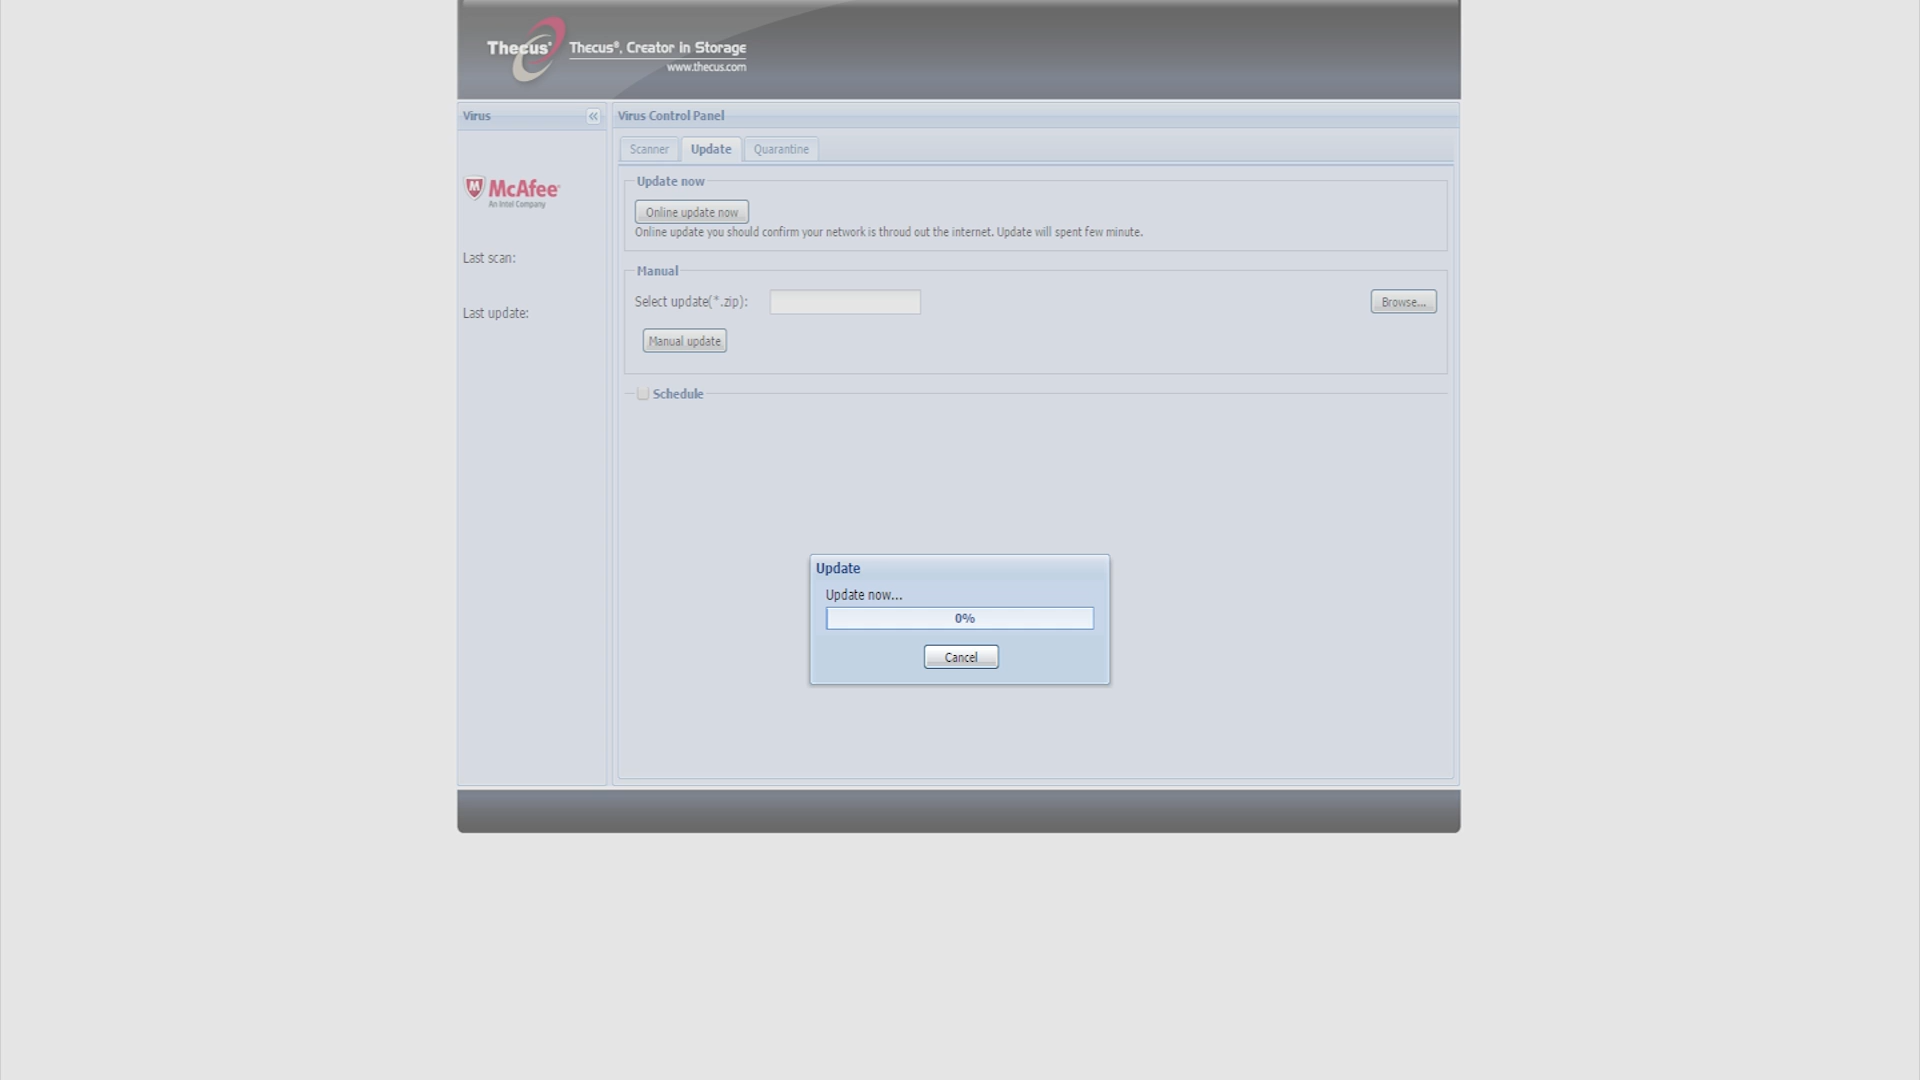 Thecus® Thecus®. Creator in Storage
www.thecus.com
Virus
Virus Control Panel
Scanner Update Quarantine
McAfee®
An Intel Company
Last scan:
Last update:
Update now
Online update now
Online update you should confirm your network is throud out the internet. Update will spent few minute.
Manual
Select update(*.zip):
Browse...
Manual update
Schedule
Update
Update now...
0%
Cancel